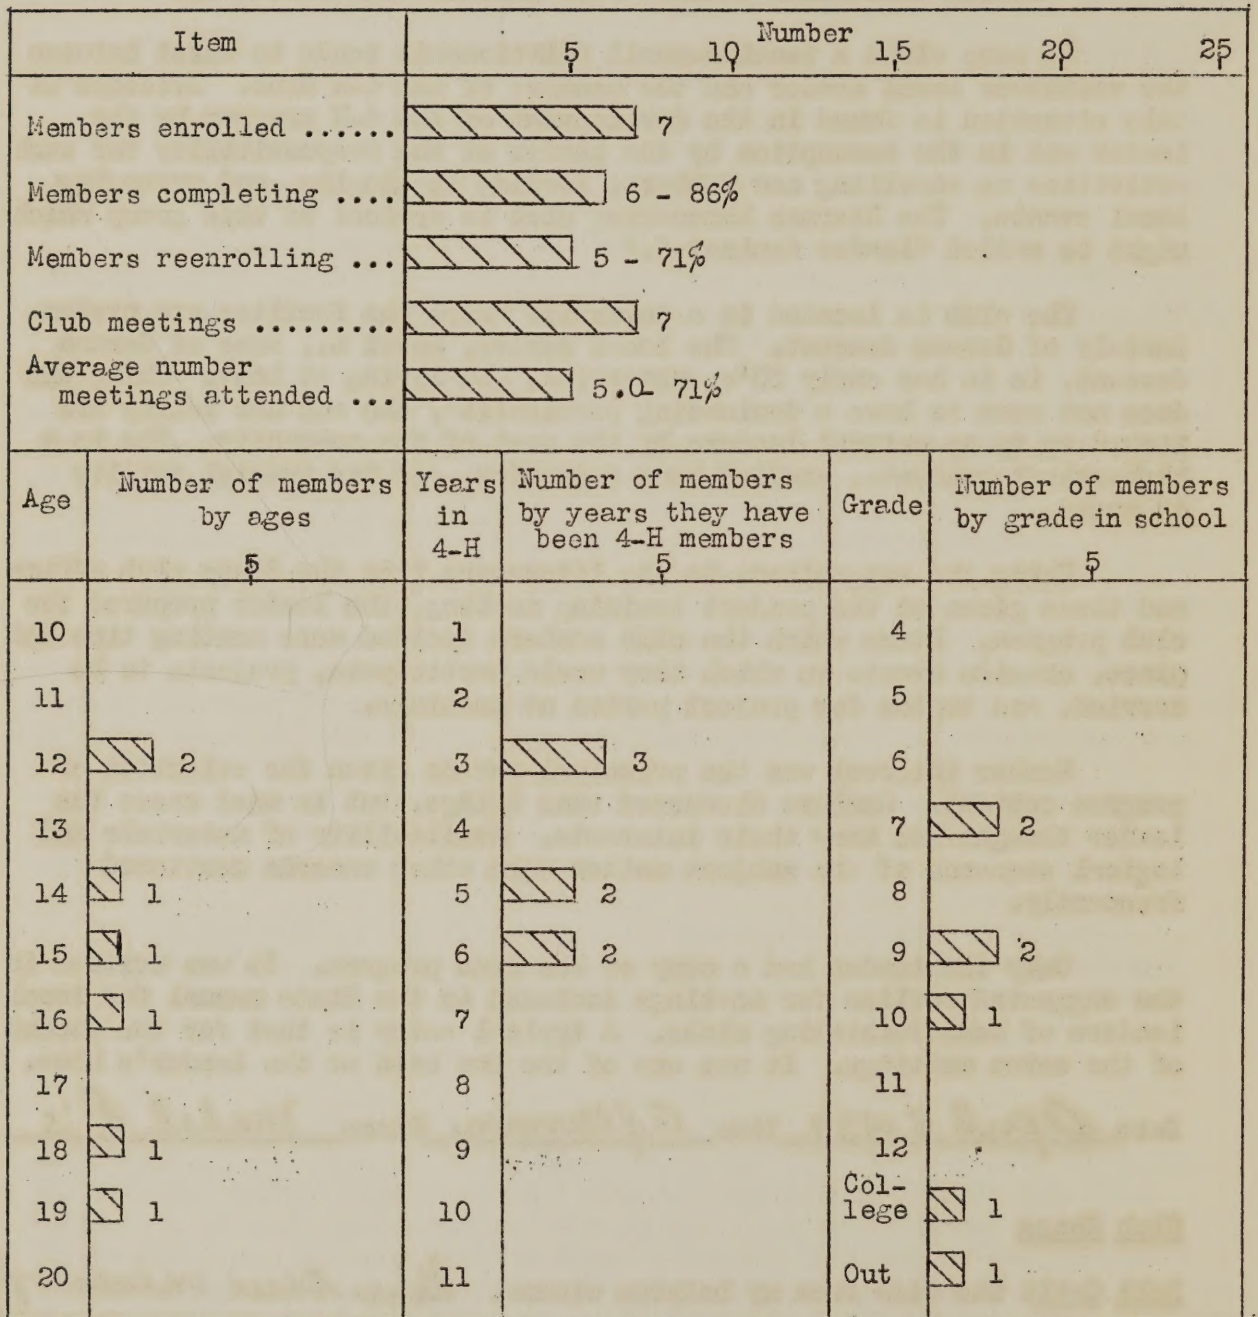 Item Number
5 10 15 20 25
Members enrolled ...... 7
Members completing .... 6 - 86%
Members reenrolling ... 5 - 71%
Club meetings ......... 7
Average number
meetings attended ... 5.0- 71%
Age
Number of members
by ages
5
Years
in
4-H
Number of members
by years they have
been 4-H members
5
Grade
Number of members
by grade in school
5
10 1 4
11 2 5
12 2 3 3 6
13 4 7 2
14 1 5 2 8
15 1 6 2 9 2
16 1 7 10 1
17 8 11
18 1 9 12
19 1 10 Col-
lege 1
20 11 Out 1